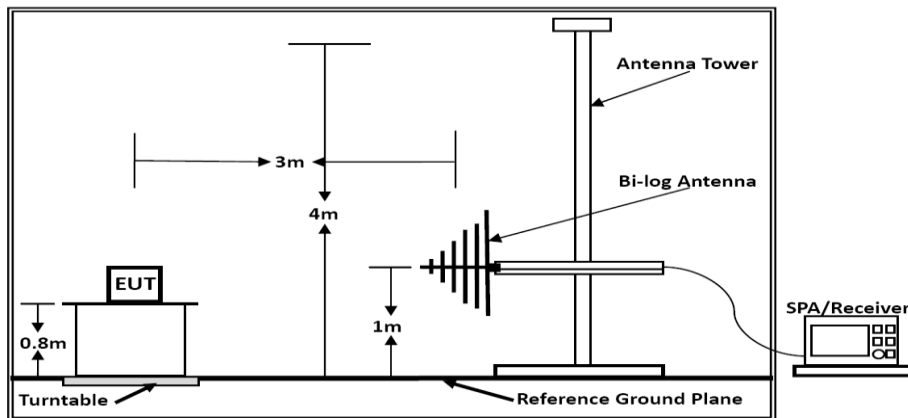 Antenna Tower
3m
Bi-log Antenna
4m
EUT
SPA/Receiver
1m
0.8m
Turntable
Reference Ground Plane